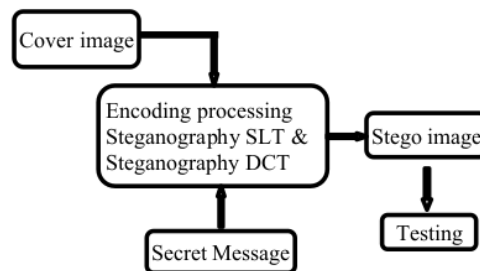 Cover image
Encoding processing
Steganography SLT &
Steganography DCT
Stego image
Secret Message
Testing